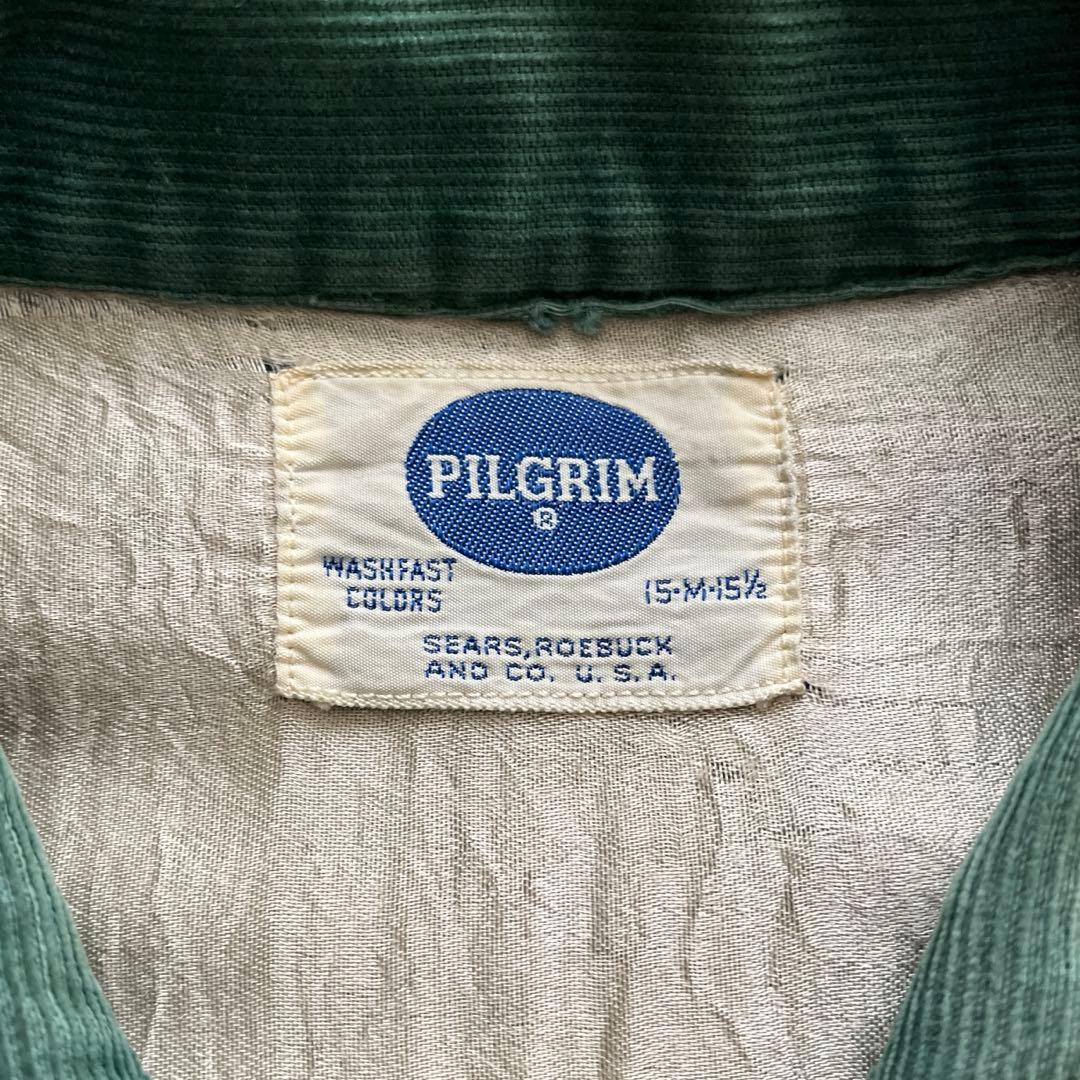 PILGRIM
®
WASHFAST
COLORS
15-M-15½
SEARS, ROEBUCK
AND CO. U.S.A.